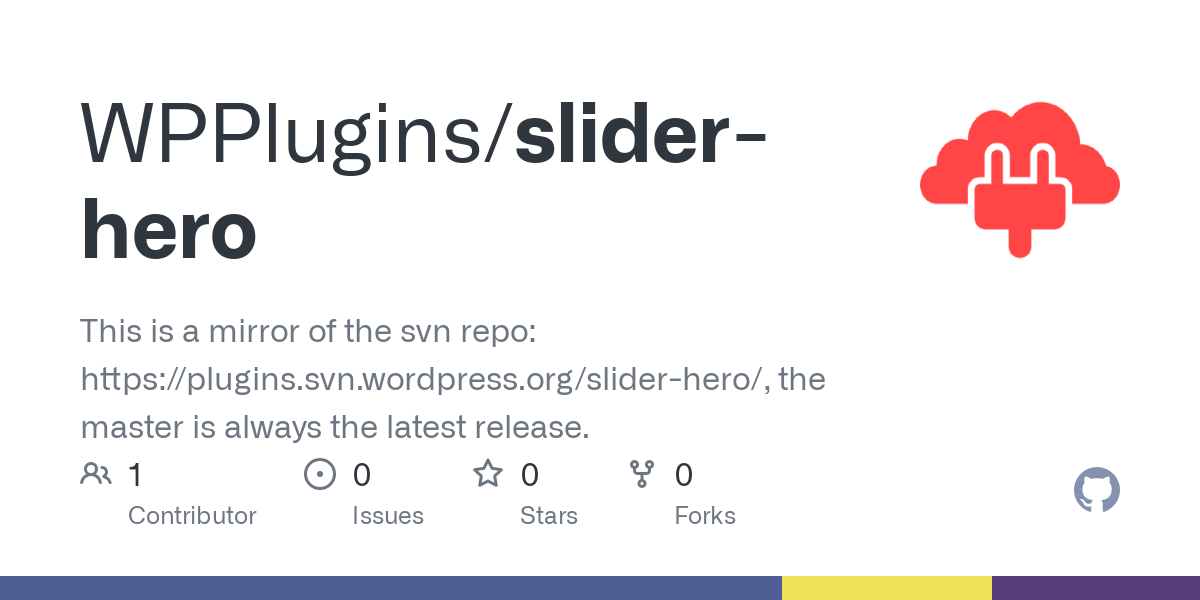 WPPlugins/slider-
hero
This is a mirror of the svn repo:
https://plugins.svn.wordpress.org/slider-hero/, the
master is always the latest release.
1 0 0 0
Contributor Issues Stars Forks